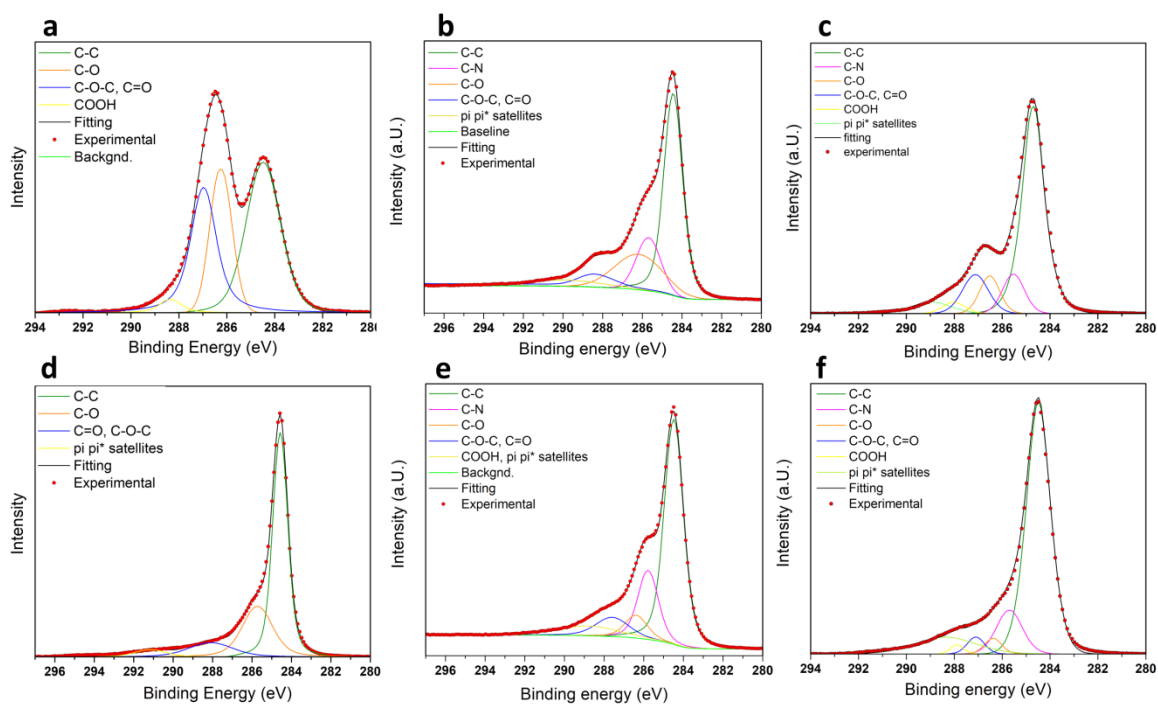 a
C-C
C-O
C-O-C, C=O
COOH
Fitting
Experimental
Backgnd.
Intensity
294 292 290 288 286 284 282 280
Binding Energy (eV)
b
C-C
C-N
C-O
C-O-C, C=O
pi pi* satellites
Baseline
Fitting
Experimental
Intensity (a.U.)
296 294 292 290 288 286 284 282 280
Binding energy (eV)
c
C-C
C-N
C-O
C-O-C, C=O
COOH
pi pi* satellites
fitting
experimental
Intensity (a.U.)
294 292 290 288 286 284 282 280
Binding Energy (eV)
d
C-C
C-O
C=O, C-O-C
pi pi* satellites
Fitting
Experimental
Intensity
296 294 292 290 288 286 284 282 280
Binding Energy (eV)
e
C-C
C-N
C-O
C-O-C, C=O
COOH, pi pi* satellites
Backgnd.
Fitting
Experimental
Intensity (a.U.)
296 294 292 290 288 286 284 282 280
Binding energy (eV)
f
C-C
C-N
C-O
C-O-C, C=O
COOH
pi pi* satellites
Fitting
Experimental
Intensity (a.U.)
294 292 290 288 286 284 282 280
Binding Energy (eV)